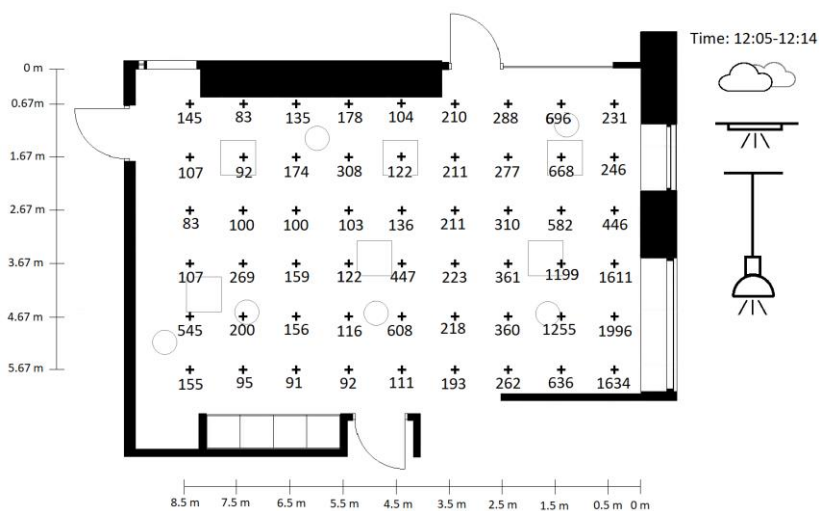 Time: 12:05-12:14
0 m
0.67m
145 83 135 178 104 210 288 696 231
1.67 m
107 92 174 308 122 211 277 668 246
2.67 m
83 100 100 103 136 211 310 582 446
3.67 m
107 269 159 122 447 223 361 1199 1611
4.67 m
545 200 156 116 608 218 360 1255 1996
5.67 m
155 95 91 92 111 193 262 636 1634
8.5 m 7.5 m 6.5 m 5.5 m 4.5 m 3.5 m 2.5 m 1.5 m 0.5 m 0 m